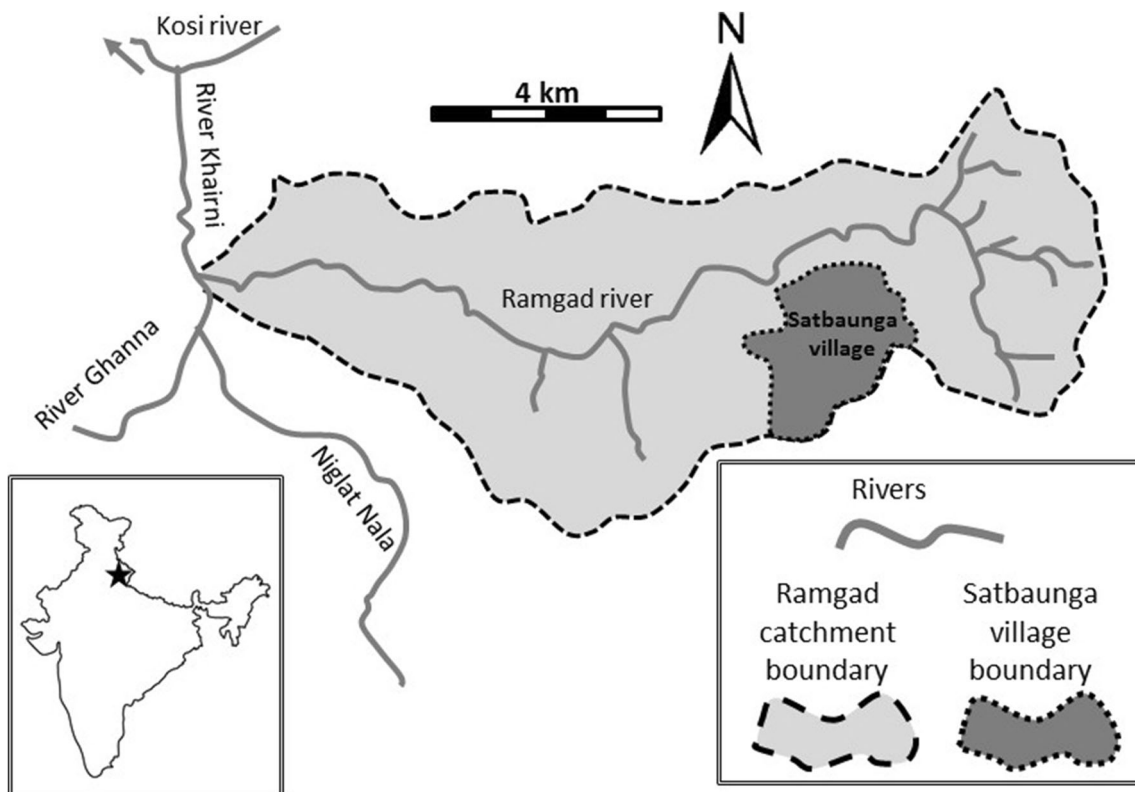 Kosi river
N
4 km
River Khairni
Ramgad river
Satbaunga
village
River Ghanna
Niglat Nala
Rivers
Ramgad
catchment
boundary
Satbaunga
village
boundary